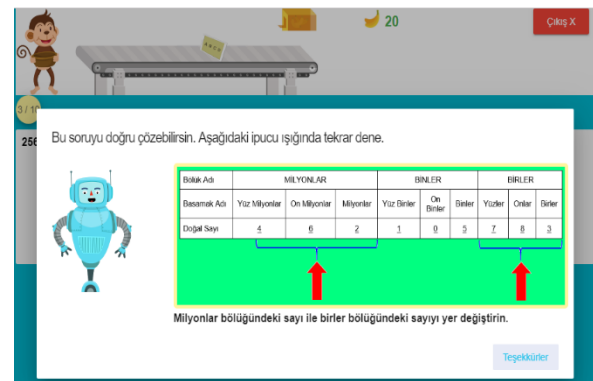 20
Çıkış X
3 / 10
256
Bu soruyu doğru çözebilirsin. Aşağıdaki ipucu ışığında tekrar dene.
Bölük Adı MİLYONLAR BİNLER BİRLER
Basamak Adı Yüz Milyonlar On Milyonlar Milyonlar Yüz Binler On Binler Binler Yüzler Onlar Birler
Doğal Sayı 4 6 2 1 0 5 7 8 3
Milyonlar bölüğündeki sayı ile birler bölüğündeki sayıyı yer değiştirin.
Teşekkürler